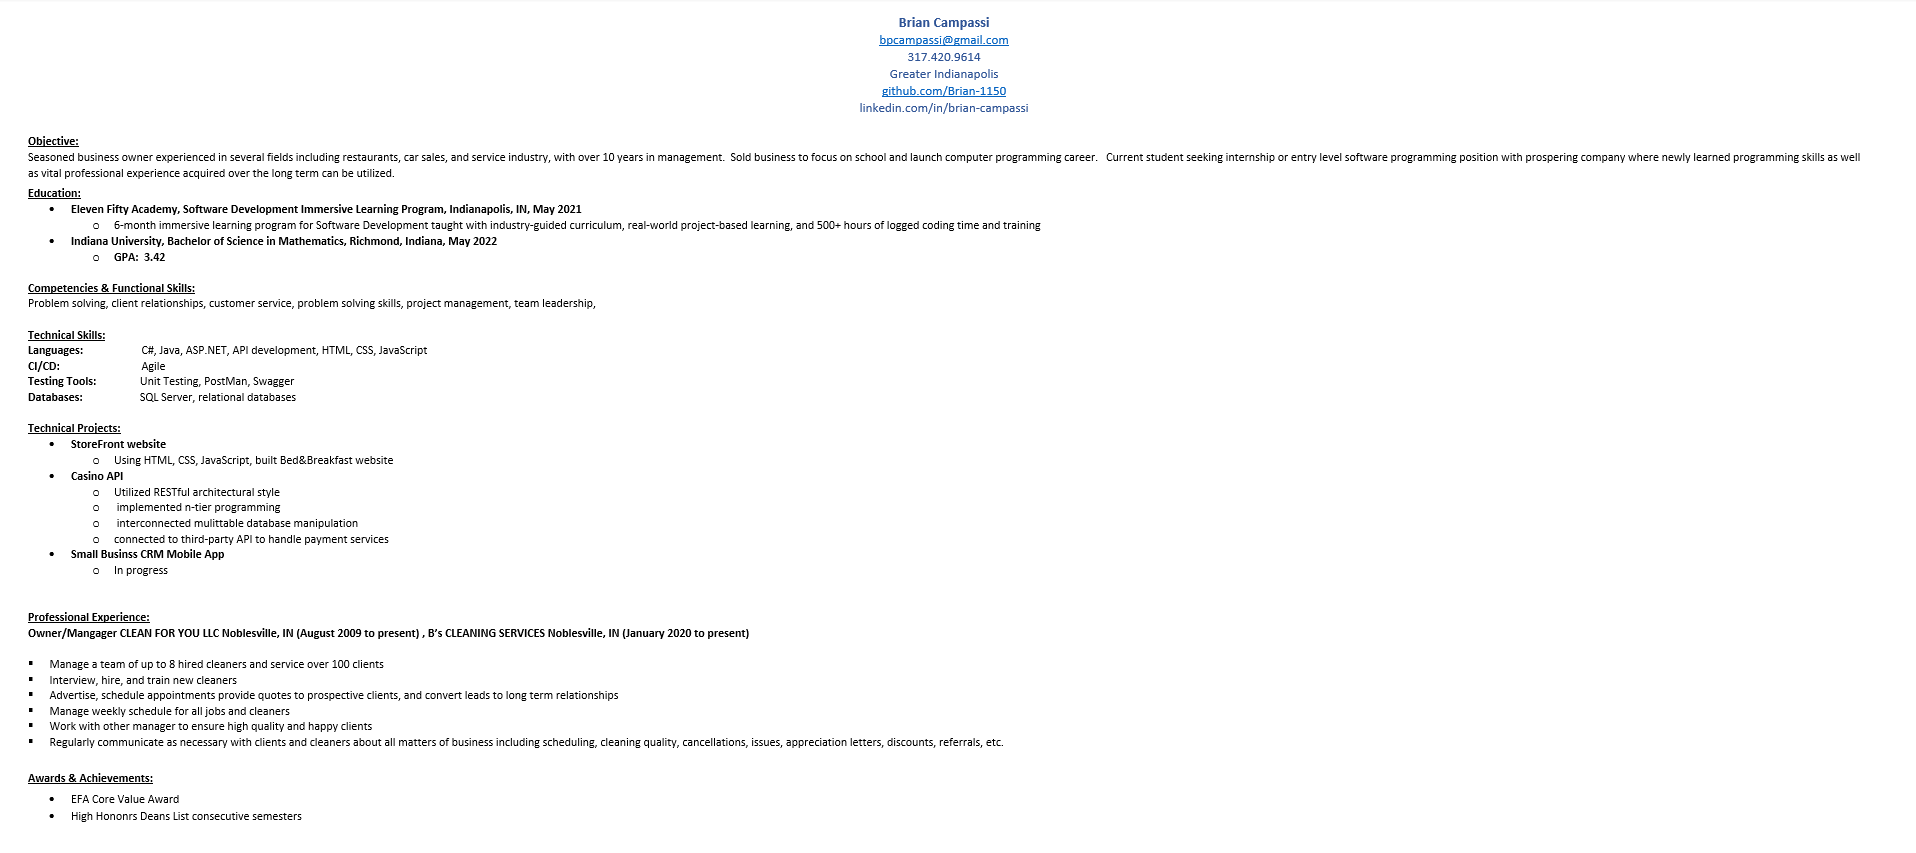 Brian Campassi
bpcampassi@gmail.com
317.420.9614
Greater Indianapolis
github.com/Brian-1150
linkedin.com/in/brian-campassi
Objective:
Seasoned business owner experienced in several fields including restaurants, car sales, and service industry, with over 10 years in management.  Sold business to focus on school and launch computer programming career.   Current student seeking internship or entry level software programming position with prospering company where newly learned programming skills as well
as vital professional experience acquired over the long term can be utilized.
Education:
• Eleven Fifty Academy, Software Development Immersive Learning Program, Indianapolis, IN, May 2021
o 6-month immersive learning program for Software Development taught with industry-guided curriculum, real-world project-based learning, and 500+ hours of logged coding time and training
• Indiana University, Bachelor of Science in Mathematics, Richmond, Indiana, May 2022
o GPA:  3.42
Competencies & Functional Skills:
Problem solving, client relationships, customer service, problem solving skills, project management, team leadership,
Technical Skills:
Languages: C#, Java, ASP.NET, API development, HTML, CSS, JavaScript
CI/CD: Agile
Testing Tools: Unit Testing, PostMan, Swagger
Databases: SQL Server, relational databases
Technical Projects:
• StoreFront website
o Using HTML, CSS, JavaScript, built Bed&Breakfast website
• Casino API
o Utilized RESTful architectural style
o implemented n-tier programming
o interconnected mulittable database manipulation
o connected to third-party API to handle payment services
• Small Businss CRM Mobile App
o In progress
Professional Experience:
Owner/Mangager CLEAN FOR YOU LLC Noblesville, IN (August 2009 to present) , B's CLEANING SERVICES Noblesville, IN (January 2020 to present)
▪ Manage a team of up to 8 hired cleaners and service over 100 clients
▪ Interview, hire, and train new cleaners
▪ Advertise, schedule appointments provide quotes to prospective clients, and convert leads to long term relationships
▪ Manage weekly schedule for all jobs and cleaners
▪ Work with other manager to ensure high quality and happy clients
▪ Regularly communicate as necessary with clients and cleaners about all matters of business including scheduling, cleaning quality, cancellations, issues, appreciation letters, discounts, referrals, etc.
Awards & Achievements:
• EFA Core Value Award
• High Hononrs Deans List consecutive semesters